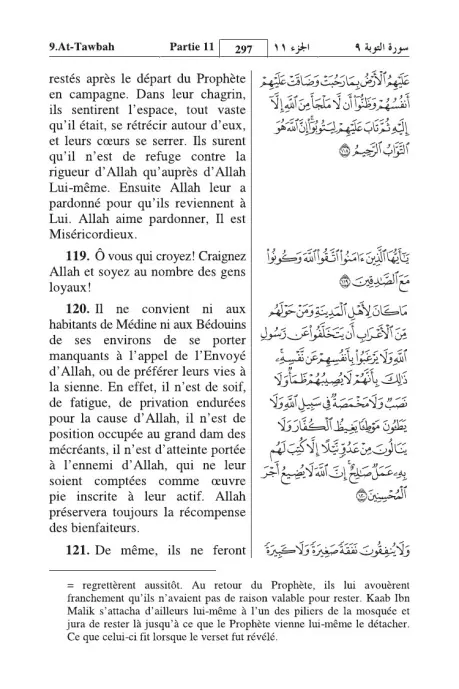 9.At-Tawbah Partie 11 297 الجزء ١١ سورة التوبة ٩
restés après le départ du Prophète
en campagne. Dans leur chagrin,
ils sentirent l'espace, tout vaste
qu'il était, se rétrécir autour d'eux,
et leurs cœurs se serrer. Ils surent
qu'il n'est de refuge contre la
rigueur d'Allah qu'auprès d'Allah
Lui-même. Ensuite Allah leur a
pardonné pour qu'ils reviennent à
Lui. Allah aime pardonner, Il est
Miséricordieux.
119. Ô vous qui croyez! Craignez
Allah et soyez au nombre des gens
loyaux!
120. Il ne convient ni aux
habitants de Médine ni aux Bédouins
de ses environs de se porter
manquants à l'appel de l'Envoyé
d'Allah, ou de préférer leurs vies à
la sienne. En effet, il n'est de soif,
de fatigue, de privation endurées
pour la cause d'Allah, il n'est de
position occupée au grand dam des
mécréants, il n'est d'atteinte portée
à l'ennemi d'Allah, qui ne leur
soient comptées comme œuvre
pie inscrite à leur actif. Allah
préservera toujours la récompense
des bienfaiteurs.
121. De même, ils ne feront
عَلَيْهِمُ ٱلْأَرْضُ بِمَا رَحُبَتْ وَضَاقَتْ عَلَيْهِمْ
أَنفُسُهُمْ وَظَنُّوٓا۟ أَن لَّا مَلْجَأَ مِنَ ٱللَّهِ إِلَّآ
إِلَيْهِ ثُمَّ تَابَ عَلَيْهِمْ لِيَتُوبُوٓا۟ ۚ إِنَّ ٱللَّهَ هُوَ
ٱلتَّوَّابُ ٱلرَّحِيمُ ١١٨
يَـٰٓأَيُّهَا ٱلَّذِينَ ءَامَنُوا۟ ٱتَّقُوا۟ ٱللَّهَ وَكُونُوا۟
مَعَ ٱلصَّـٰدِقِينَ ١١٩
مَا كَانَ لِأَهْلِ ٱلْمَدِينَةِ وَمَنْ حَوْلَهُم
مِّنَ ٱلْأَعْرَابِ أَن يَتَخَلَّفُوا۟ عَن رَّسُولِ
ٱللَّهِ وَلَا يَرْغَبُوا۟ بِأَنفُسِهِمْ عَن نَّفْسِهِۦ ۚ
ذَٰلِكَ بِأَنَّهُمْ لَا يُصِيبُهُمْ ظَمَأٌ وَلَا
نَصَبٌ وَلَا مَخْمَصَةٌ فِى سَبِيلِ ٱللَّهِ وَلَا
يَطَـُٔونَ مَوْطِئًا يَغِيظُ ٱلْكُفَّارَ وَلَا
يَنَالُونَ مِنْ عَدُوٍّ نَّيْلًا إِلَّا كُتِبَ لَهُم
بِهِۦ عَمَلٌ صَـٰلِحٌ ۚ إِنَّ ٱللَّهَ لَا يُضِيعُ أَجْرَ
ٱلْمُحْسِنِينَ ١٢٠
وَلَا يُنفِقُونَ نَفَقَةً صَغِيرَةً وَلَا كَبِيرَةً
= regrettèrent aussitôt. Au retour du Prophète, ils lui avouèrent
franchement qu'ils n'avaient pas de raison valable pour rester. Kaab Ibn
Malik s'attacha d'ailleurs lui-même à l'un des piliers de la mosquée et
jura de rester là jusqu'à ce que le Prophète vienne lui-même le détacher.
Ce que celui-ci fit lorsque le verset fut révélé.